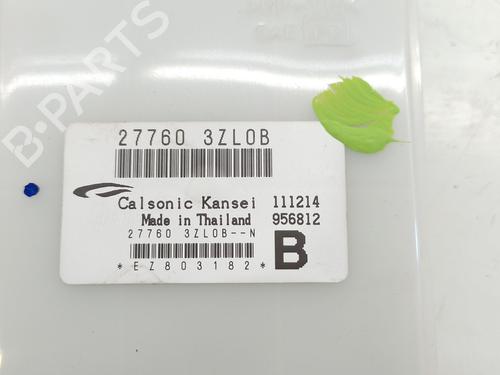 B-PARTS
27760 3ZL0B
Calsonic Kansei 111214
Made in Thailand 956812
27760 3ZL0B--N
B
*EZ803182*